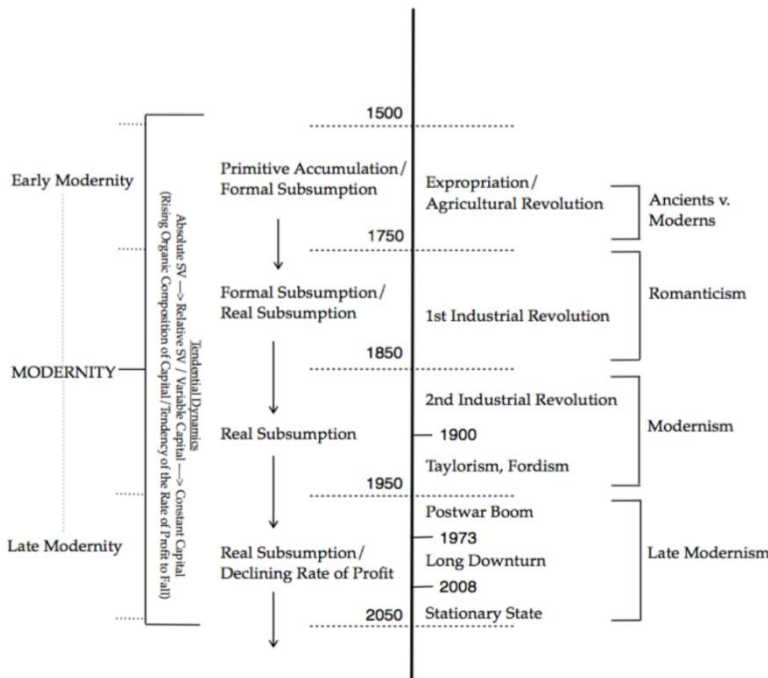 1500
Early Modernity
Primitive Accumulation/
Formal Subsumption
Expropriation/
Agricultural Revolution
Ancients v.
Moderns
1750
Formal Subsumption/
Real Subsumption
1st Industrial Revolution
Romanticism
1850
MODERNITY
Tendential Dynamics
Absolute SV —> Relative SV / Variable Capital —> Constant Capital
(Rising Organic Composition of Capital/Tendency of the Rate of Profit to Fall)
2nd Industrial Revolution
Real Subsumption
1900
Modernism
Taylorism, Fordism
1950
Postwar Boom
1973
Late Modernity
Real Subsumption/
Declining Rate of Profit
Long Downturn
Late Modernism
2008
Stationary State
2050